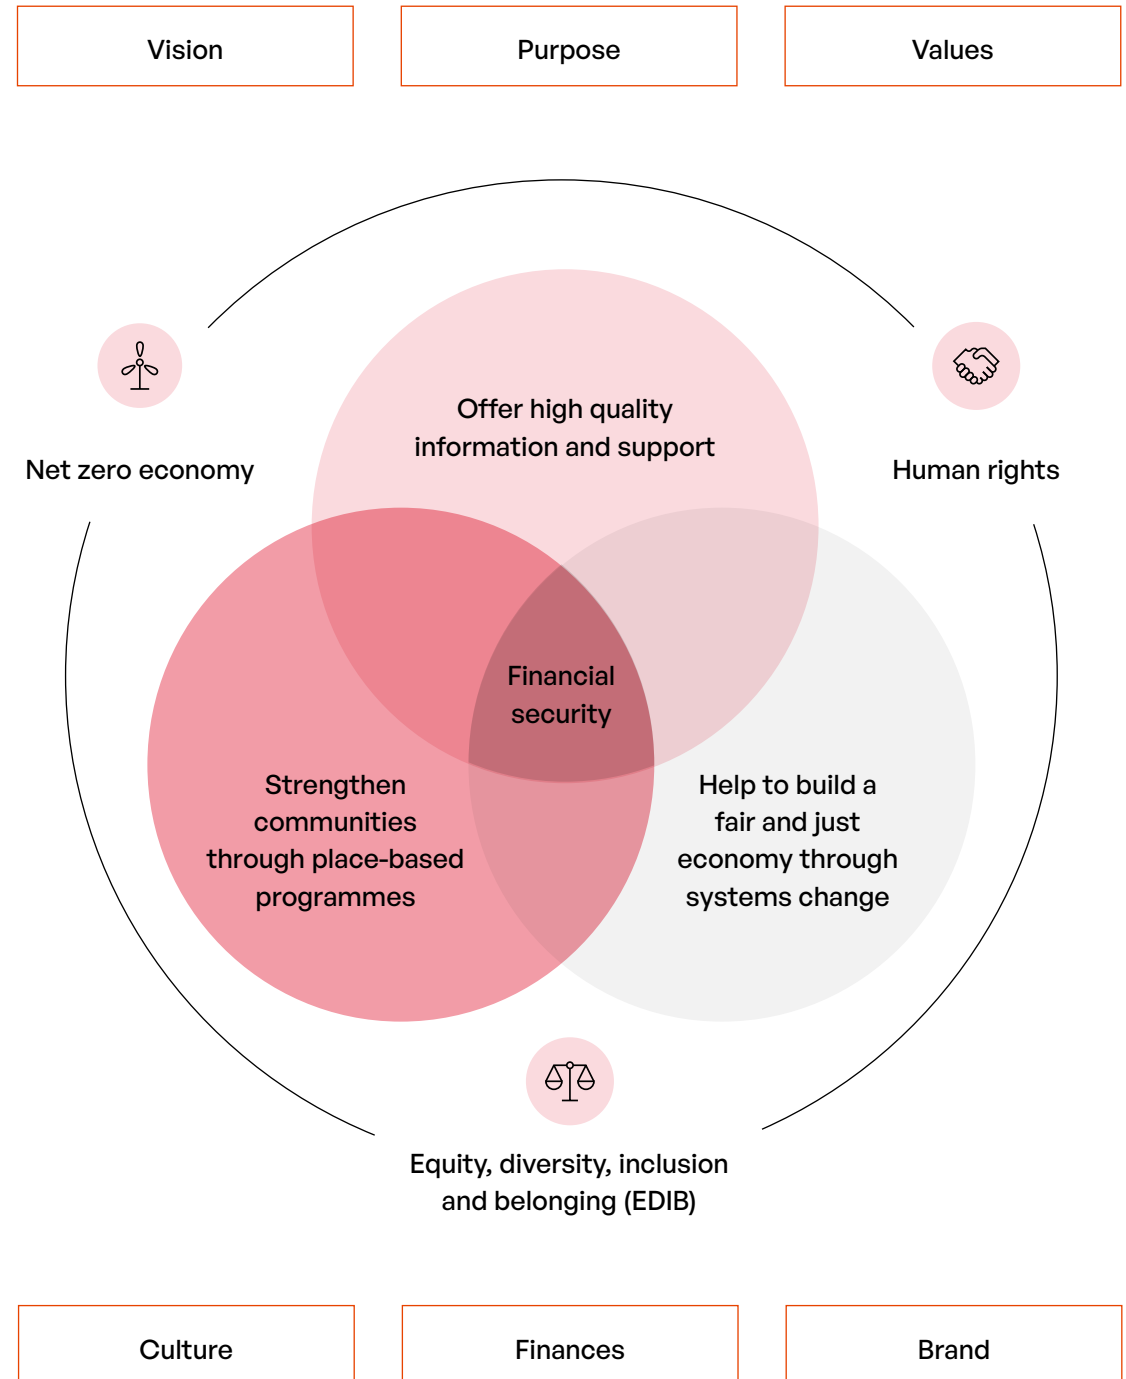 Vision
Purpose
Values
Offer high quality
information and support
Net zero economy
Human rights
Financial
security
Strengthen
communities
through place-based
programmes
Help to build a
fair and just
economy through
systems change
Equity, diversity, inclusion
and belonging (EDIB)
Culture
Finances
Brand